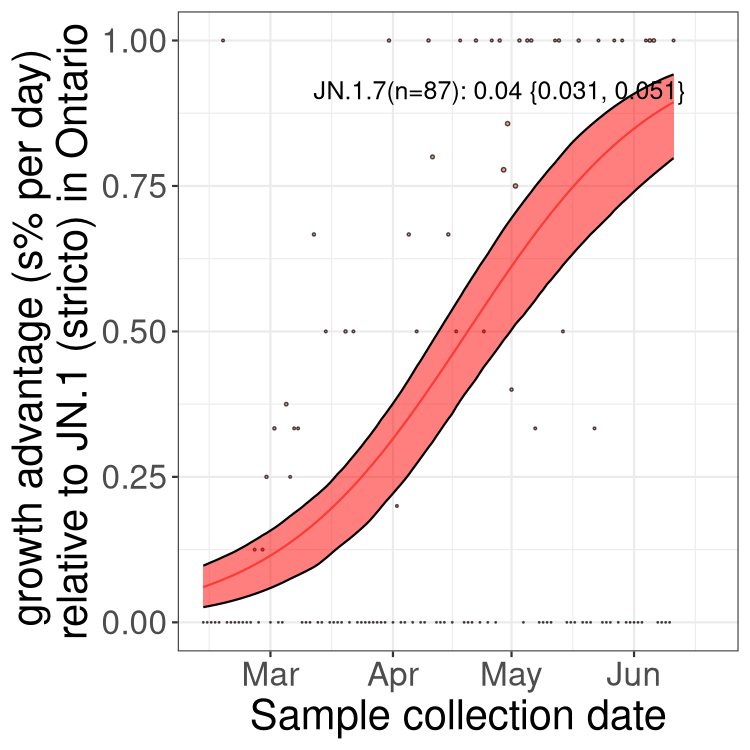 growth advantage (s% per day)
relative to JN.1 (stricto) in Ontario
1.00
0.75
0.50
0.25
0.00
JN.1.7(n=87): 0.04 {0.031, 0.051}
Mar Apr May Jun
Sample collection date